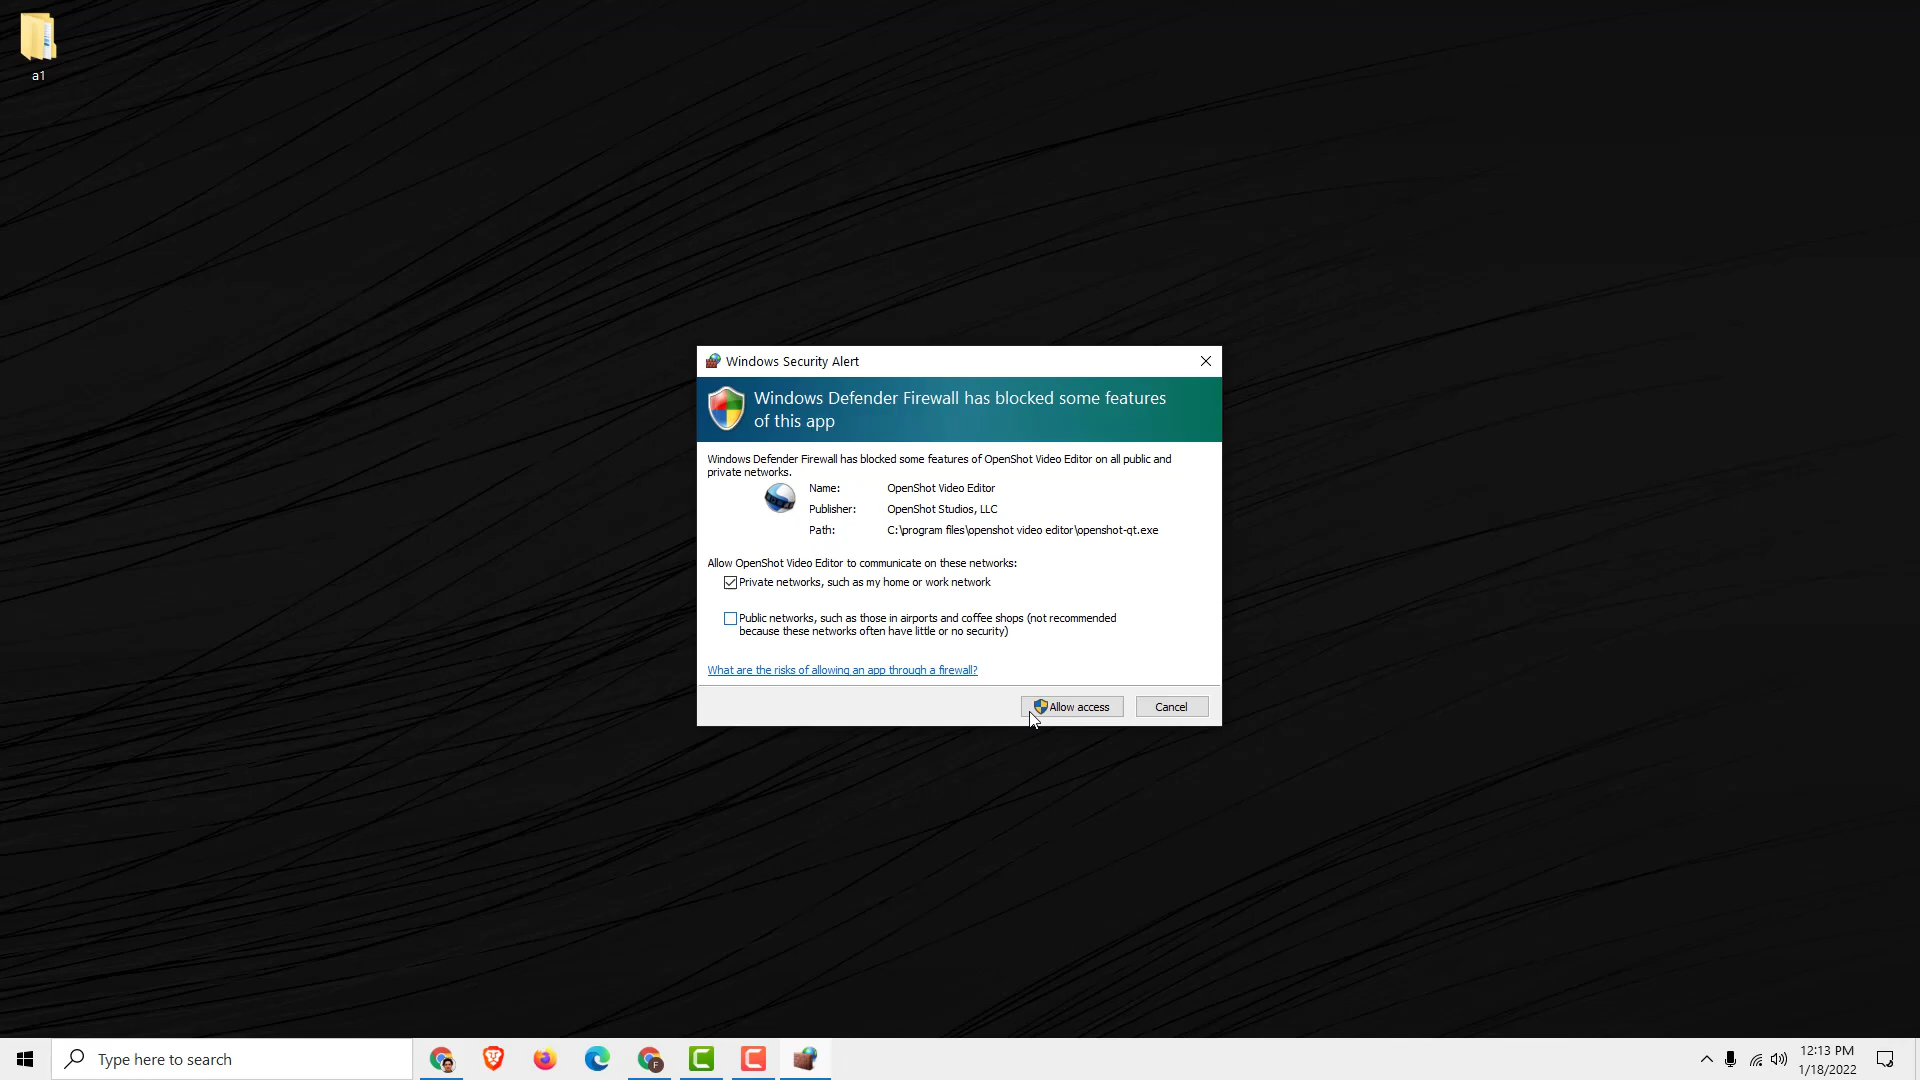 a1
Windows Security Alert
Windows Defender Firewall has blocked some features
of this app
Windows Defender Firewall has blocked some features of OpenShot Video Editor on all public and
private networks.
Name: OpenShot Video Editor
Publisher: OpenShot Studios, LLC
Path: C:\program files\openshot video editor\openshot-qt.exe
Allow OpenShot Video Editor to communicate on these networks:
Private networks, such as my home or work network
Public networks, such as those in airports and coffee shops (not recommended
because these networks often have little or no security)
What are the risks of allowing an app through a firewall?
Allow access Cancel
Type here to search
F
12:13 PM
1/18/2022